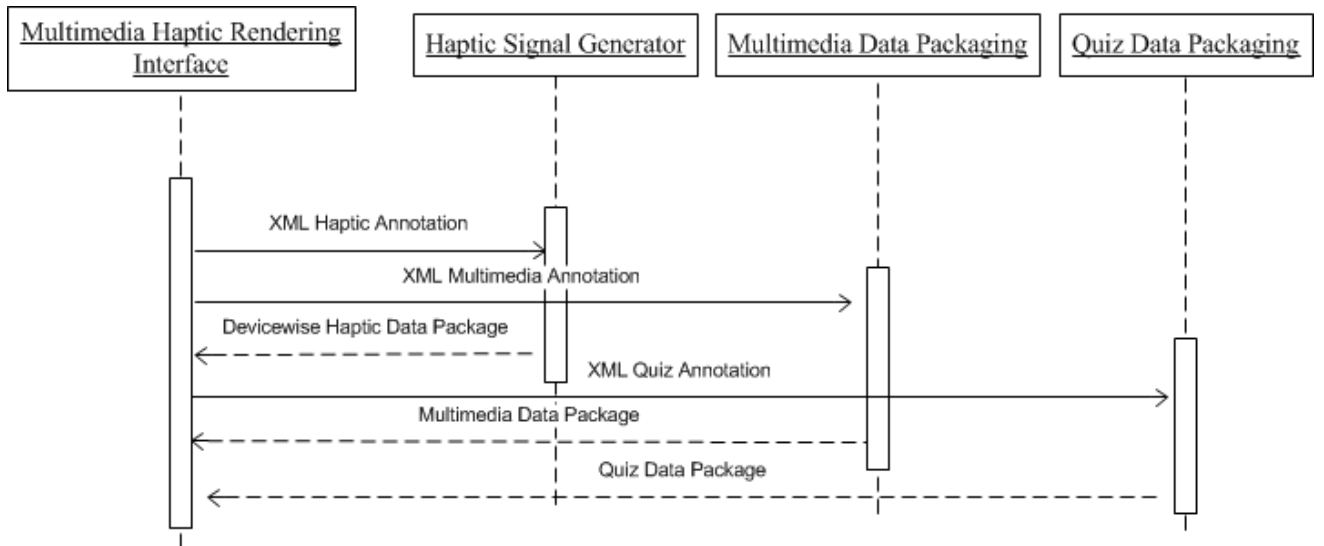 Multimedia Haptic Rendering
Interface
Haptic Signal Generator
Multimedia Data Packaging
Quiz Data Packaging
XML Haptic Annotation
XML Multimedia Annotation
Devicewise Haptic Data Package
XML Quiz Annotation
Multimedia Data Package
Quiz Data Package